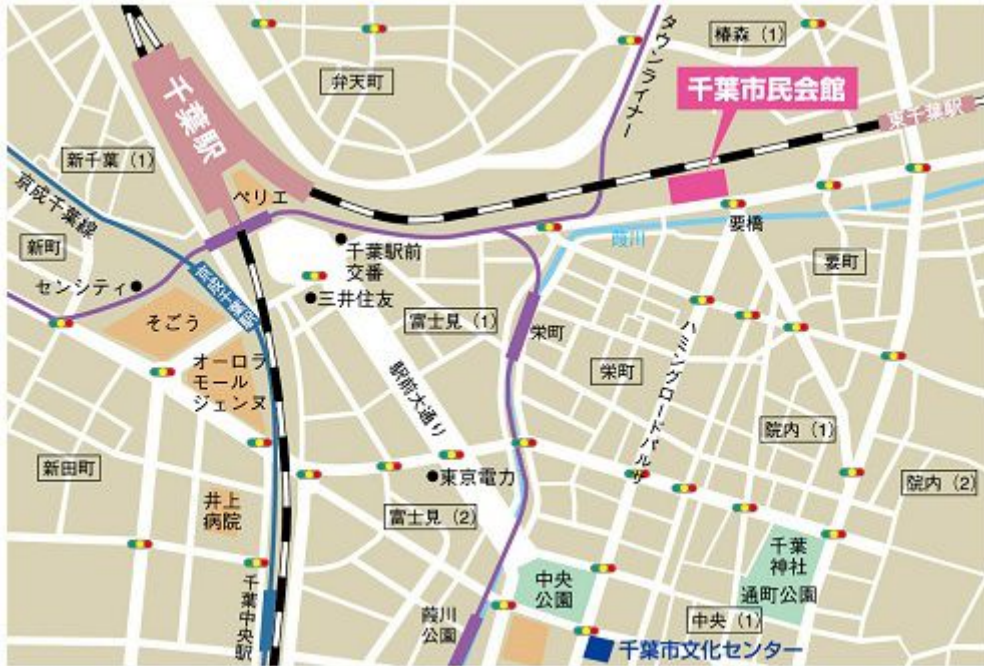 タウンライナー
椿森（1）
弁天町
千葉市民会館
千葉駅
東千葉駅
新千葉（1）
京成千葉線
ペリエ
新町
葭川
要橋
千葉駅前
交番
要町
センシティ
京成千葉駅
三井住友
そごう
富士見（1）
栄町
オーロラ
モール
ジェンヌ
駅前大通り
栄町
ハミングロードパルサ
院内（1）
新田町
東京電力
院内（2）
井上
病院
富士見（2）
千葉
神社
中央
公園
通町公園
千葉中央駅
葭川
公園
中央（1）
千葉市文化センター